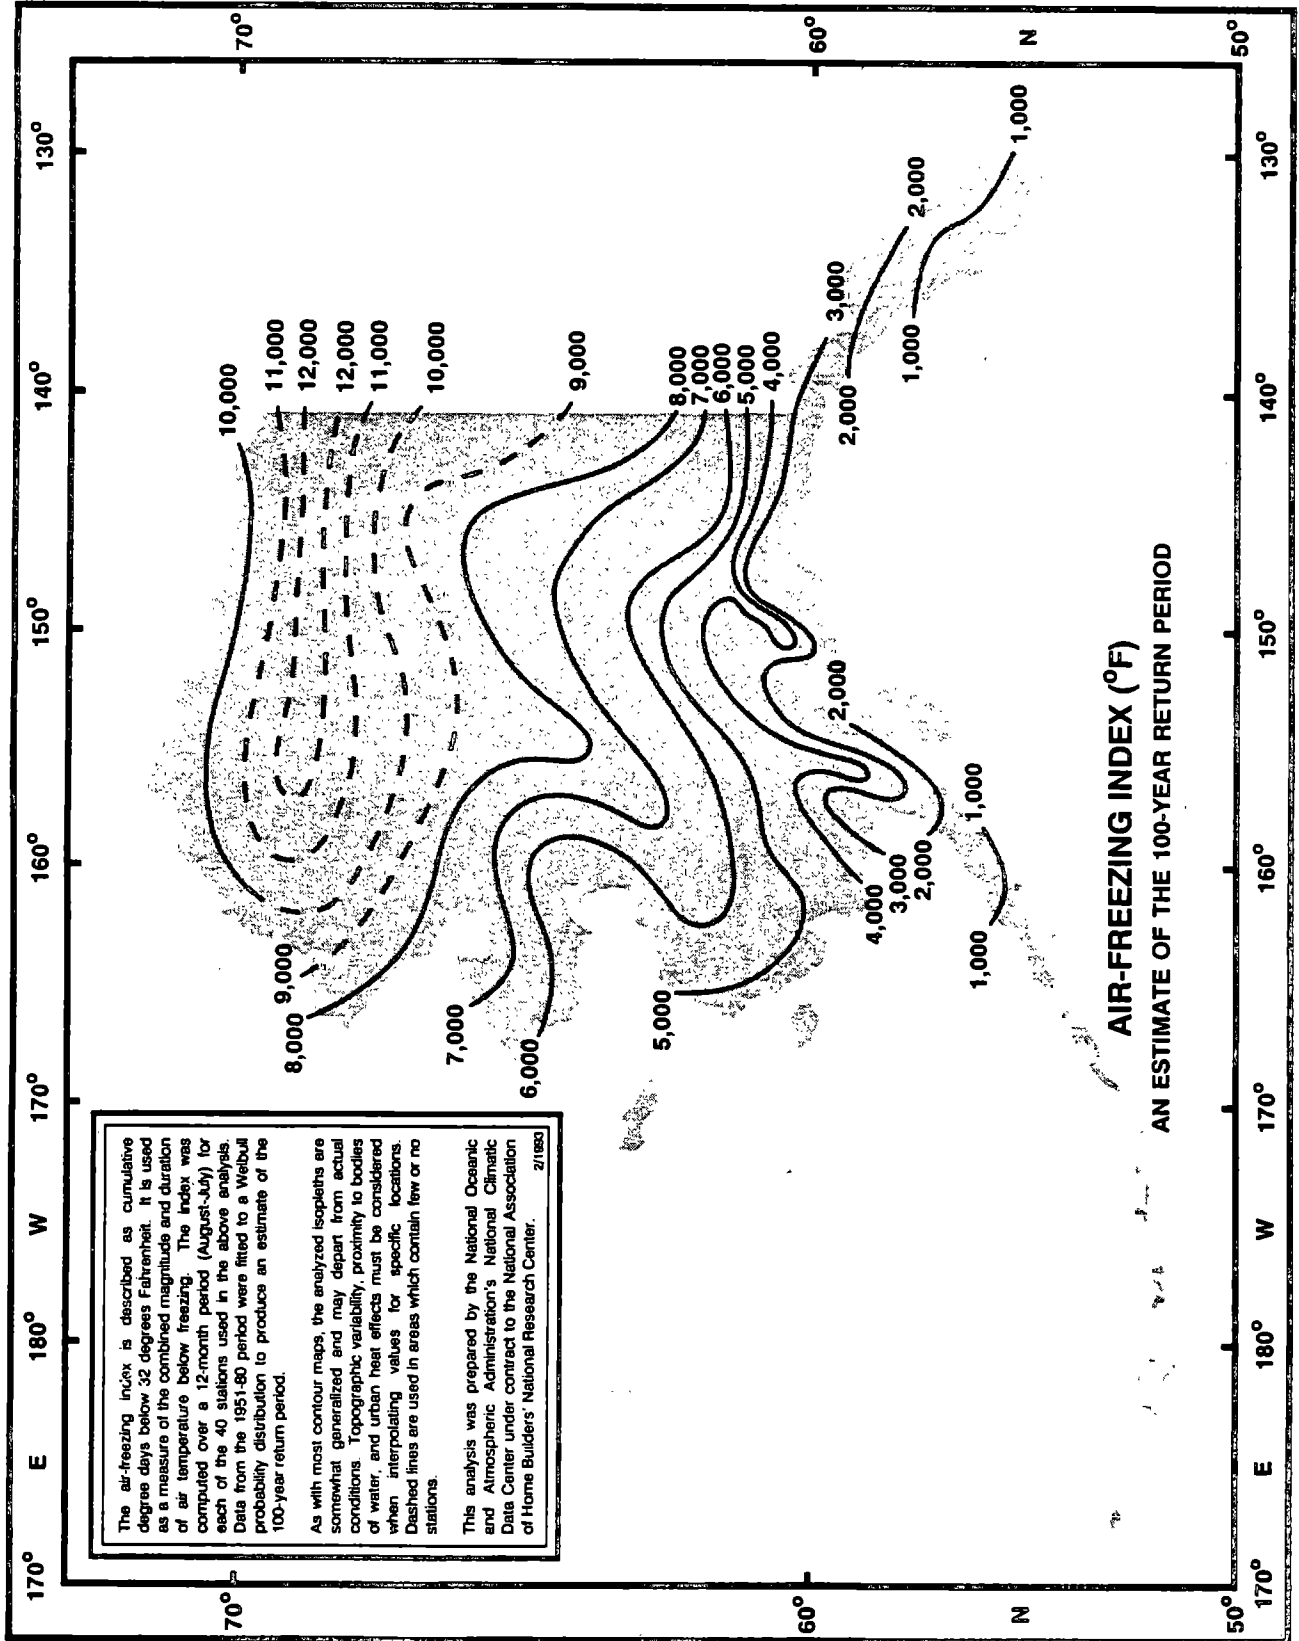 The air-freezing index is described as cumulative
degree days below 32 degrees Fahrenheit. It is used
as a measure of the combined magnitude and duration
of air temperature below freezing. The index was
computed over a 12-month period (August-July) for
each of the 40 stations used in the above analysis.
Data from the 1951-80 period were fitted to a Weibull
probability distribution to produce an estimate of the
100-year return period.
As with most contour maps, the analyzed isopleths are
somewhat generalized and may depart from actual
conditions. Topographic variability, proximity to bodies
of water, and urban heat effects must be considered
when interpolating values for specific locations.
Dashed lines are used in areas which contain few or no
stations.
This analysis was prepared by the National Oceanic
and Atmospheric Administration's National Climatic
Data Center under contract to the National Association
of Home Builders' National Research Center.
2/1993
170° E 180° W 170° 160° 150° 140° 130°
70°
70°
60°
60°
N
N
50°
50°
10,000
11,000
12,000
12,000
11,000
10,000
9,000
8,000
7,000
6,000
5,000
4,000
3,000
2,000
2,000
1,000
1,000
9,000
8,000
7,000
6,000
5,000
4,000
3,000
2,000
2,000
1,000
1,000
AIR-FREEZING INDEX (°F)
AN ESTIMATE OF THE 100-YEAR RETURN PERIOD
170° E 180° W 170° 160° 150° 140° 130°